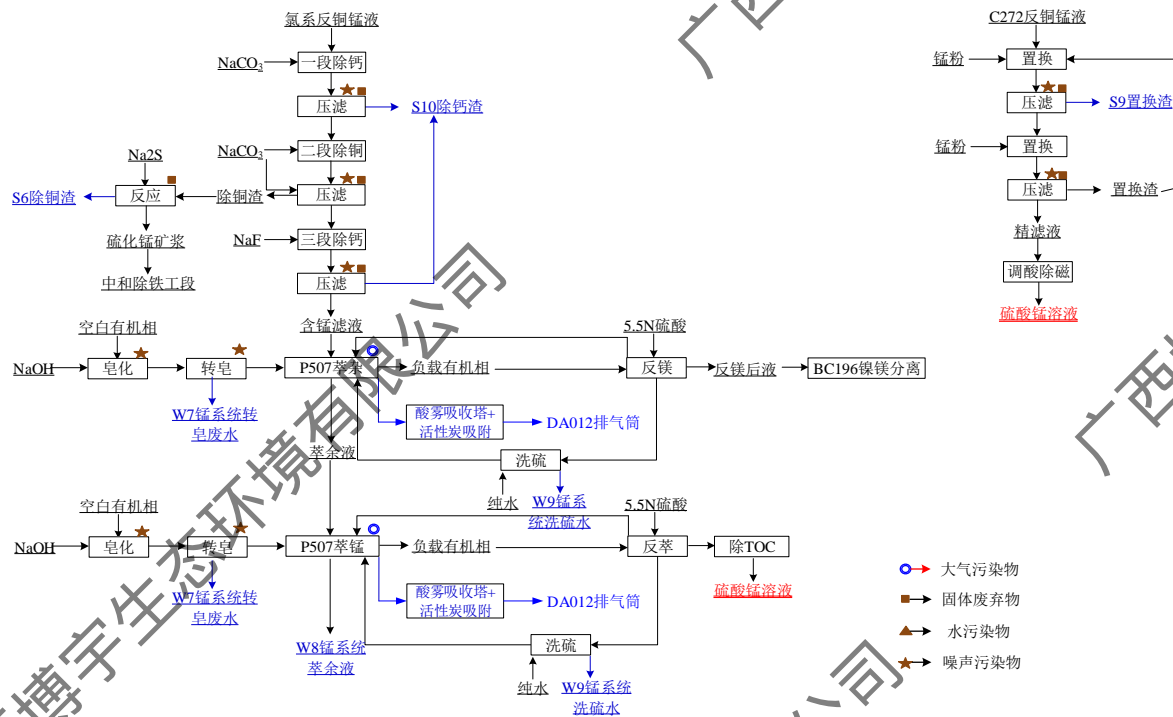 氯系反铜锰液
NaCO3
一段除钙
压滤
S10除钙渣
NaCO3
二段除铜
Na2S
S6除铜渣
反应
除铜渣
压滤
硫化锰矿浆
NaF
三段除钙
中和除铁工段
压滤
含锰滤液
C272反铜锰液
锰粉
置换
压滤
S9置换渣
锰粉
置换
压滤
置换渣
精滤液
调酸除磁
硫酸锰溶液
空白有机相
5.5N硫酸
NaOH
皂化
转皂
P507萃杂
负载有机相
反镁
反镁后液
BC196镍镁分离
W7锰系统转
皂废水
酸雾吸收塔+
活性炭吸附
DA012排气筒
萃余液
洗硫
纯水
W9锰系
统洗硫水
空白有机相
5.5N硫酸
NaOH
皂化
转皂
P507萃锰
负载有机相
反萃
除TOC
硫酸锰溶液
W7锰系统转
皂废水
酸雾吸收塔+
活性炭吸附
DA012排气筒
W8锰系统
萃余液
洗硫
纯水
W9锰系统
洗硫水
大气污染物
固体废弃物
水污染物
噪声污染物
博宇生态环境有限公司
广西
广西
公司